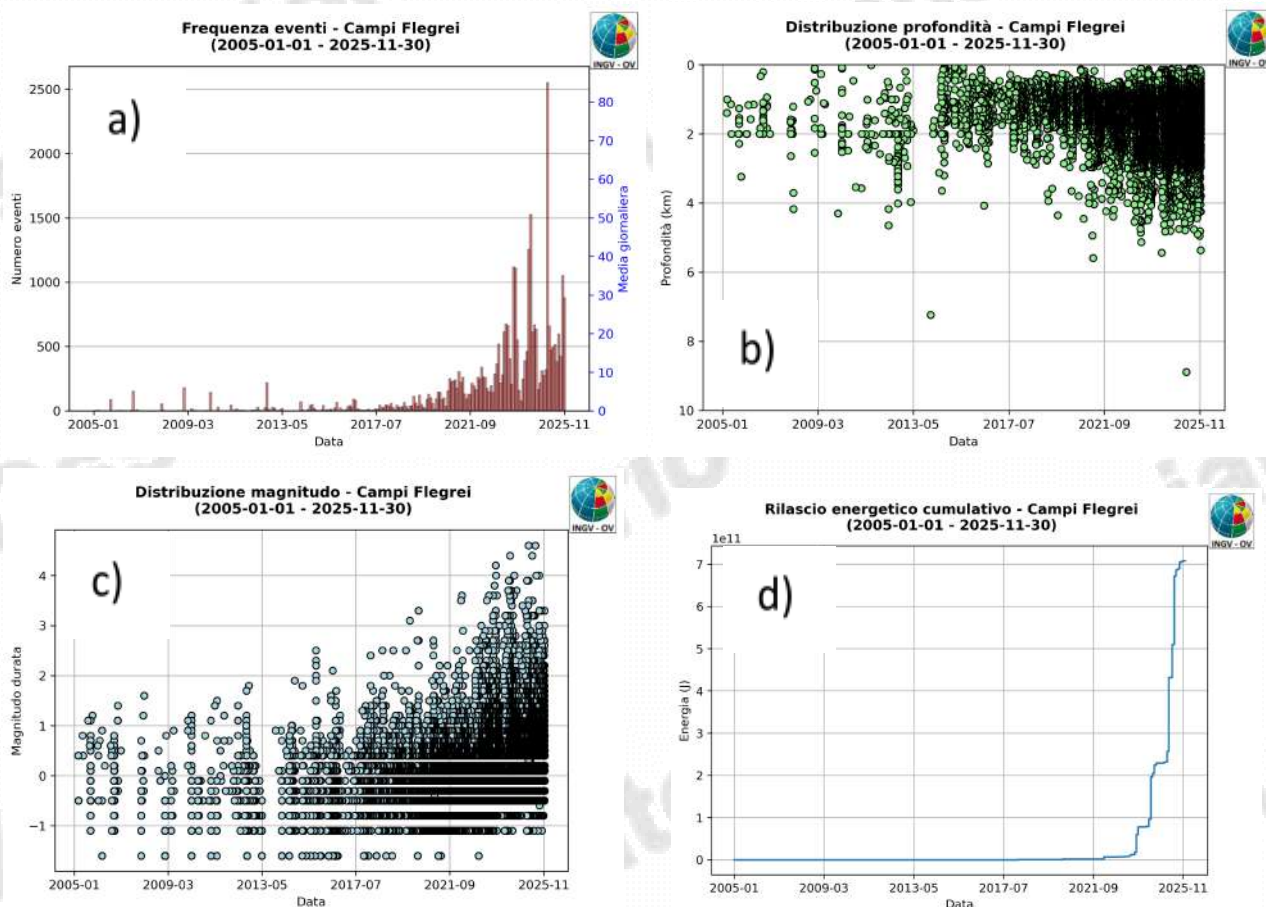 Frequenza eventi - Campi Flegrei
(2005-01-01 - 2025-11-30)
INGV - OV
a)
Numero eventi
2500
2000
1500
1000
500
0
80
70
60
50
40
30
20
10
0
Media giornaliera
2005-01 2009-03 2013-05 2017-07 2021-09 2025-11
Data
Distribuzione profondità - Campi Flegrei
(2005-01-01 - 2025-11-30)
INGV - OV
b)
Profondità (km)
0
2
4
6
8
10
2005-01 2009-03 2013-05 2017-07 2021-09 2025-11
Data
Distribuzione magnitudo - Campi Flegrei
(2005-01-01 - 2025-11-30)
INGV - OV
c)
Magnitudo durata
4
3
2
1
0
−1
2005-01 2009-03 2013-05 2017-07 2021-09 2025-11
Data
Rilascio energetico cumulativo - Campi Flegrei
(2005-01-01 - 2025-11-30)
INGV - OV
1e11
d)
Energia (J)
7
6
5
4
3
2
1
0
2005-01 2009-03 2013-05 2017-07 2021-09 2025-11
Data